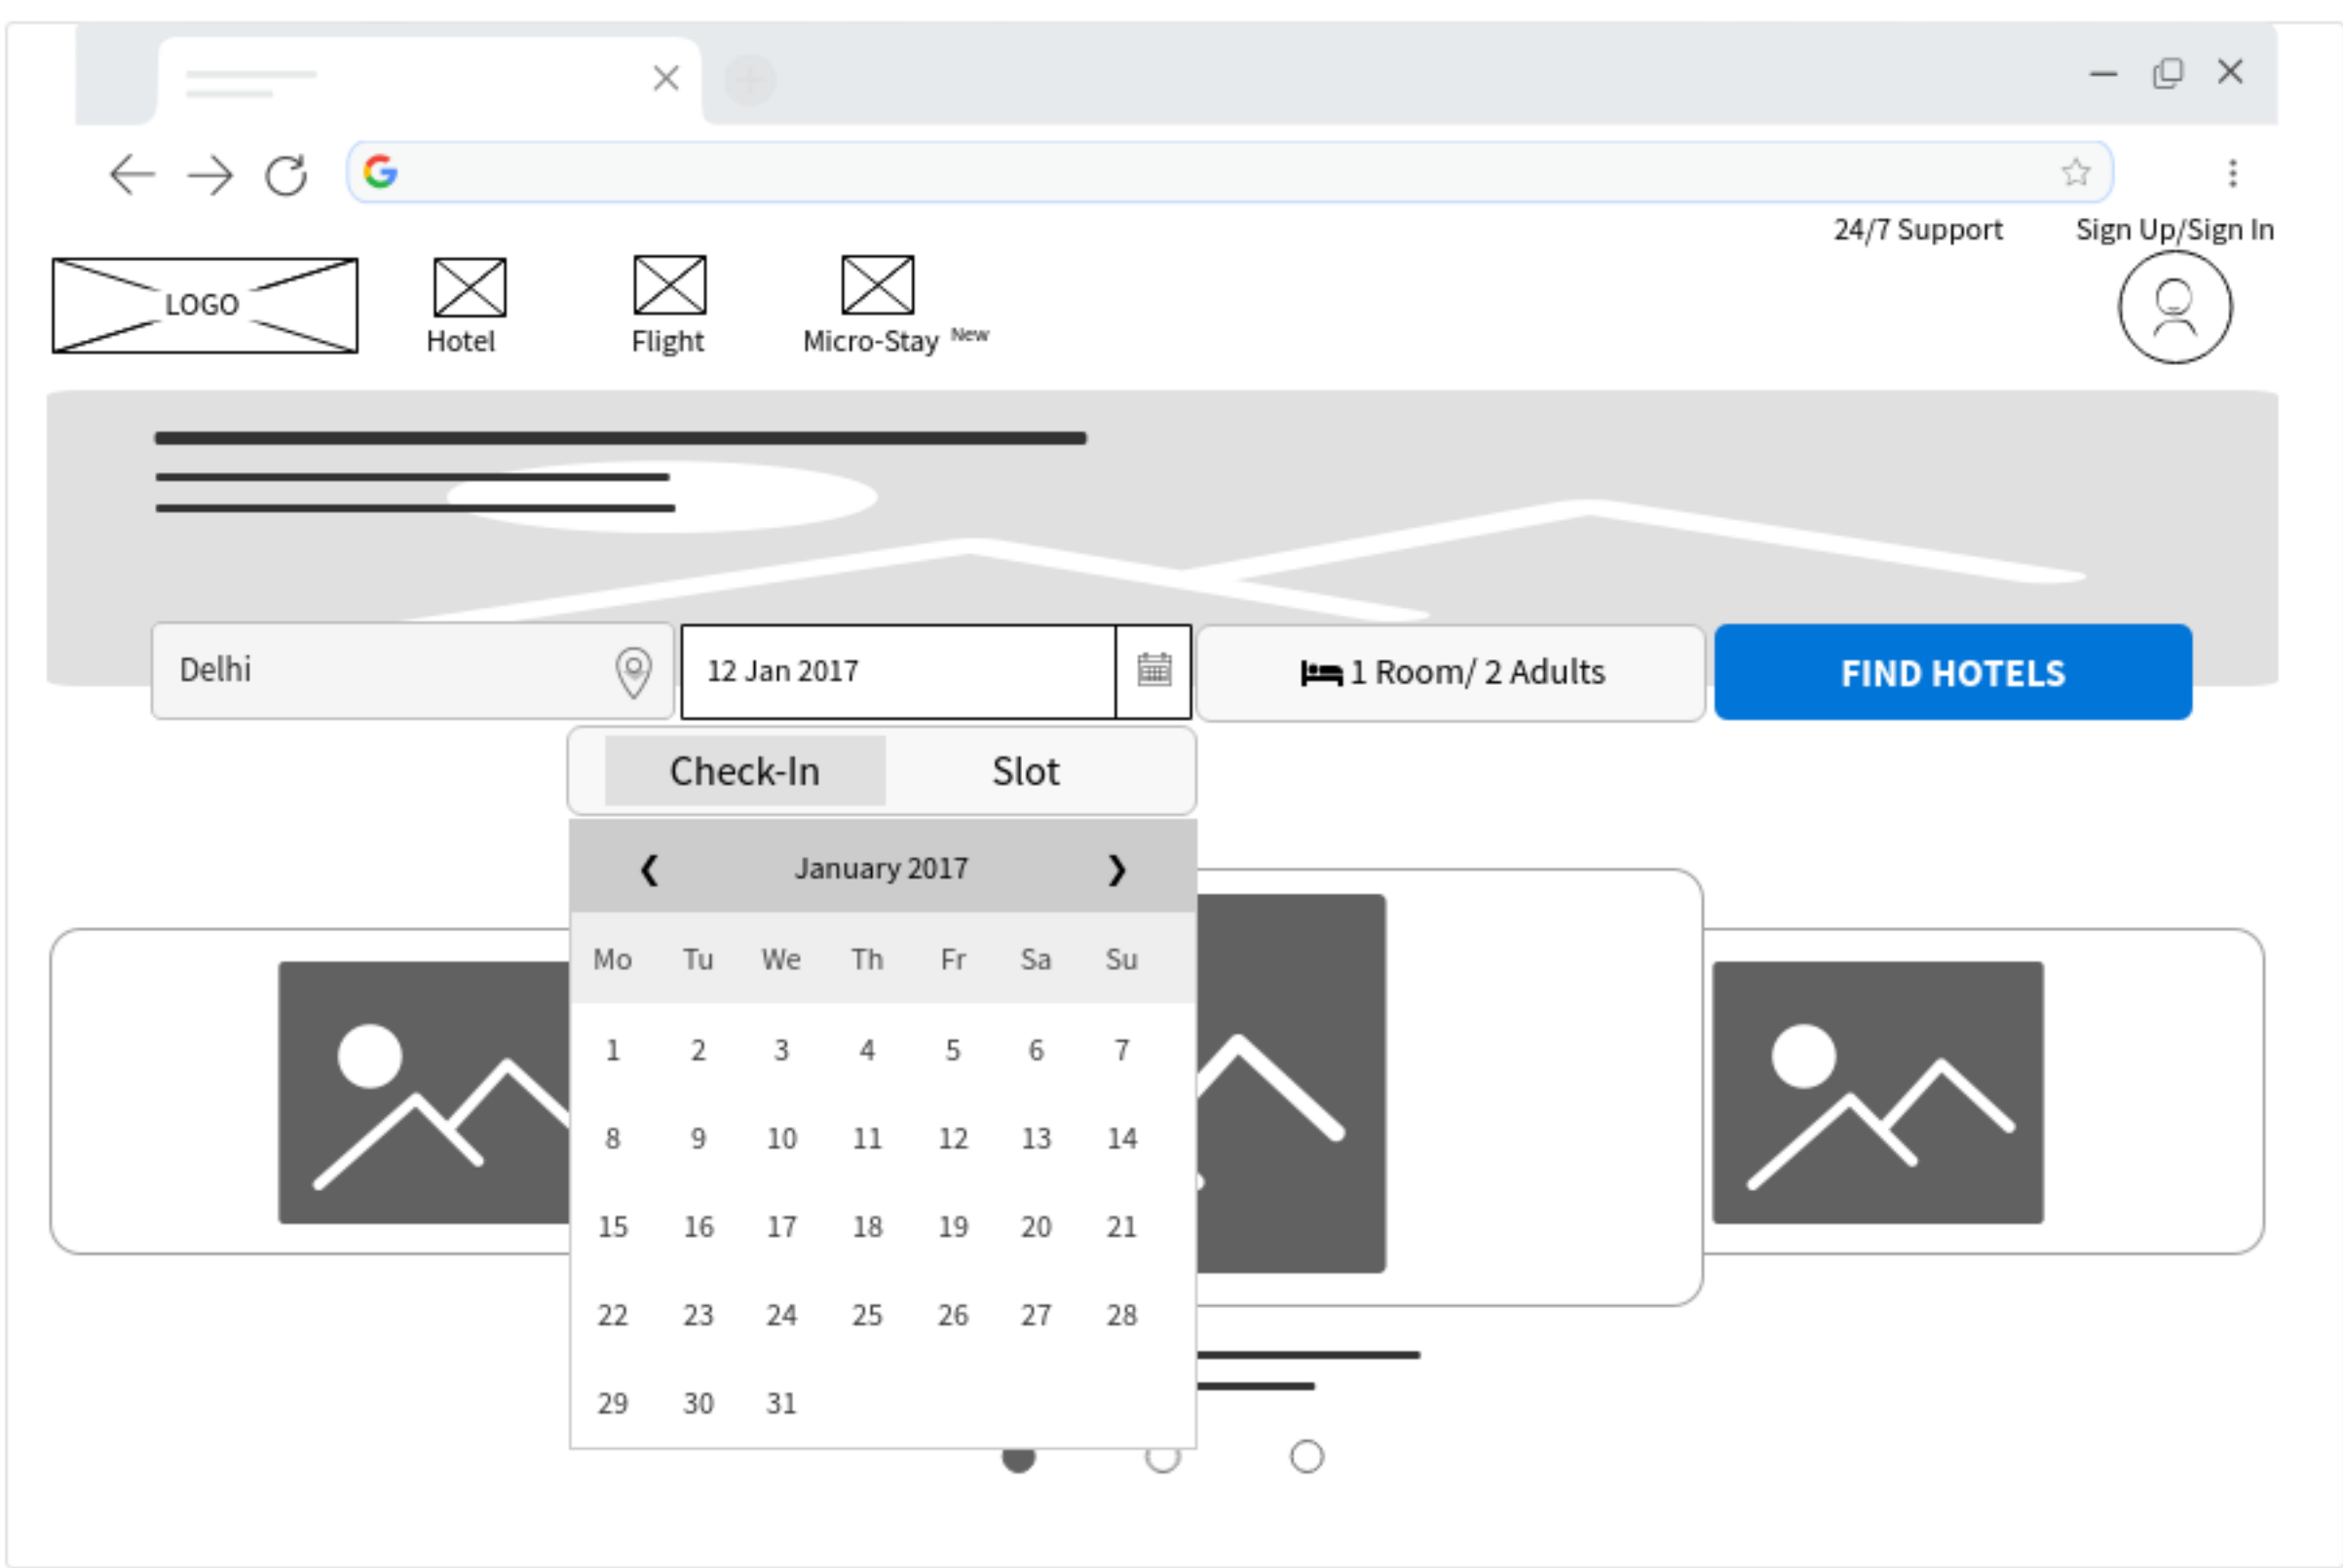 24/7 Support Sign Up/Sign In
LOGO
Hotel Flight Micro-Stay New
Delhi 12 Jan 2017 1 Room/ 2 Adults FIND HOTELS
Check-In Slot
❮ January 2017 ❯
Mo Tu We Th Fr Sa Su
1 2 3 4 5 6 7
8 9 10 11 12 13 14
15 16 17 18 19 20 21
22 23 24 25 26 27 28
29 30 31